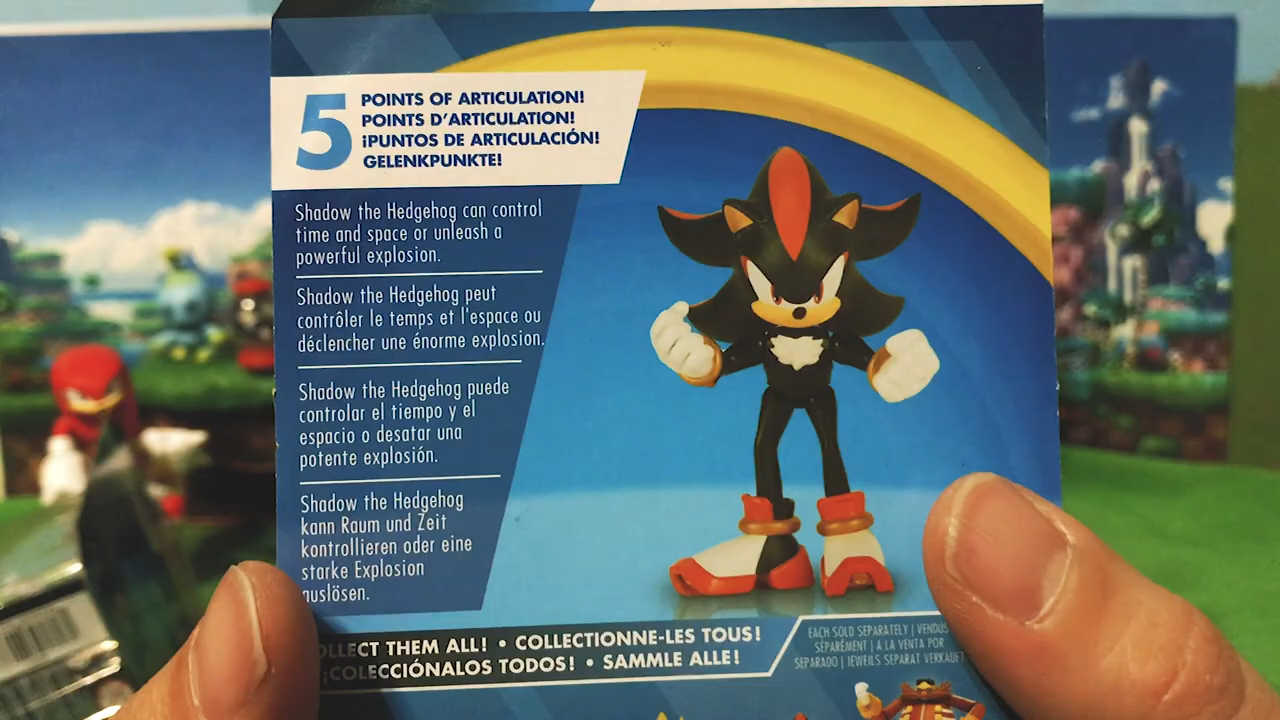 5 POINTS OF ARTICULATION!
POINTS D'ARTICULATION!
¡PUNTOS DE ARTICULACIÓN!
GELENKPUNKTE!
Shadow the Hedgehog can control
time and space or unleash a
powerful explosion.
Shadow the Hedgehog peut
contrôler le temps et l'espace ou
déclencher une énorme explosion.
Shadow the Hedgehog puede
controlar el tiempo y el
espacio o desatar una
potente explosión.
Shadow the Hedgehog
kann Raum und Zeit
kontrollieren oder eine
starke Explosion
auslösen.
LLECT THEM ALL! • COLLECTIONNE-LES TOUS!
¡COLECCIÓNALOS TODOS! • SAMMLE ALLE!
EACH SOLD SEPARATELY | VENDUS
SÉPARÉMENT | A LA VENTA POR
SEPARADO | JEWEILS SEPARAT VERKAUFT